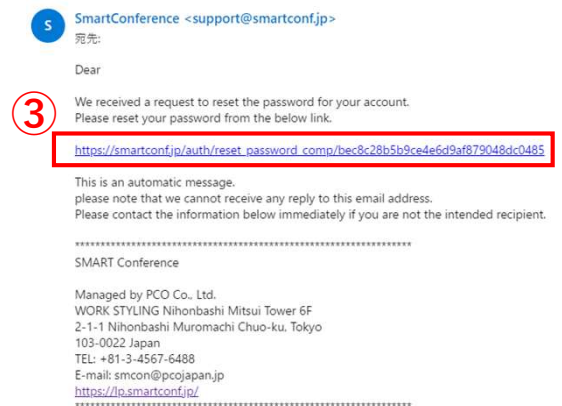 S
SmartConference <support@smartconf.jp>
宛先:
Dear
We received a request to reset the password for your account.
Please reset your password from the below link.
③
https://smartconf.jp/auth/reset_password_comp/bec8c28b5b9ce4e6d9af879048dc0485
This is an automatic message.
please note that we cannot receive any reply to this email address.
Please contact the information below immediately if you are not the intended recipient.
******************************************************************
SMART Conference
Managed by PCO Co., Ltd.
WORK STYLING Nihonbashi Mitsui Tower 6F
2-1-1 Nihonbashi Muromachi Chuo-ku, Tokyo
103-0022 Japan
TEL: +81-3-4567-6488
E-mail: smcon@pcojapan.jp
https://lp.smartconf.jp/
******************************************************************